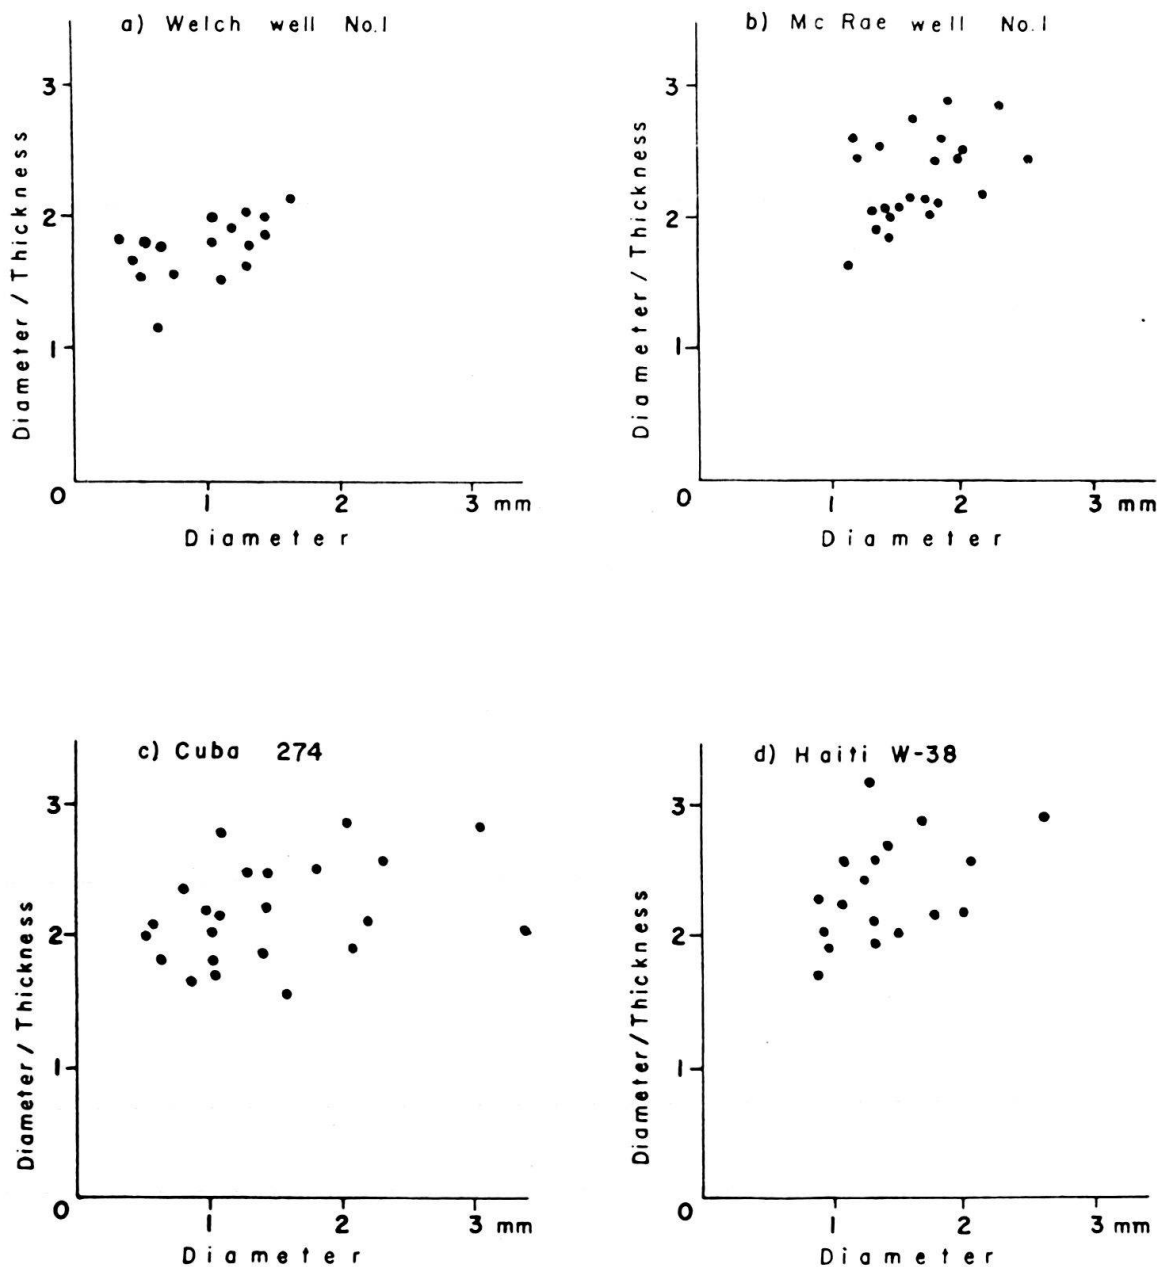 a) Welch well No.1
3
2
1
0
1 2 3 mm
Diameter
Diameter / Thickness
b) Mc Rae well No.1
3
2
1
0
1 2 3 mm
Diameter
Diameter / Thickness
c) Cuba 274
3
2
1
0
1 2 3 mm
Diameter
Diameter / Thickness
d) Haiti W-38
3
2
1
0
1 2 3 mm
Diameter
Diameter/Thickness